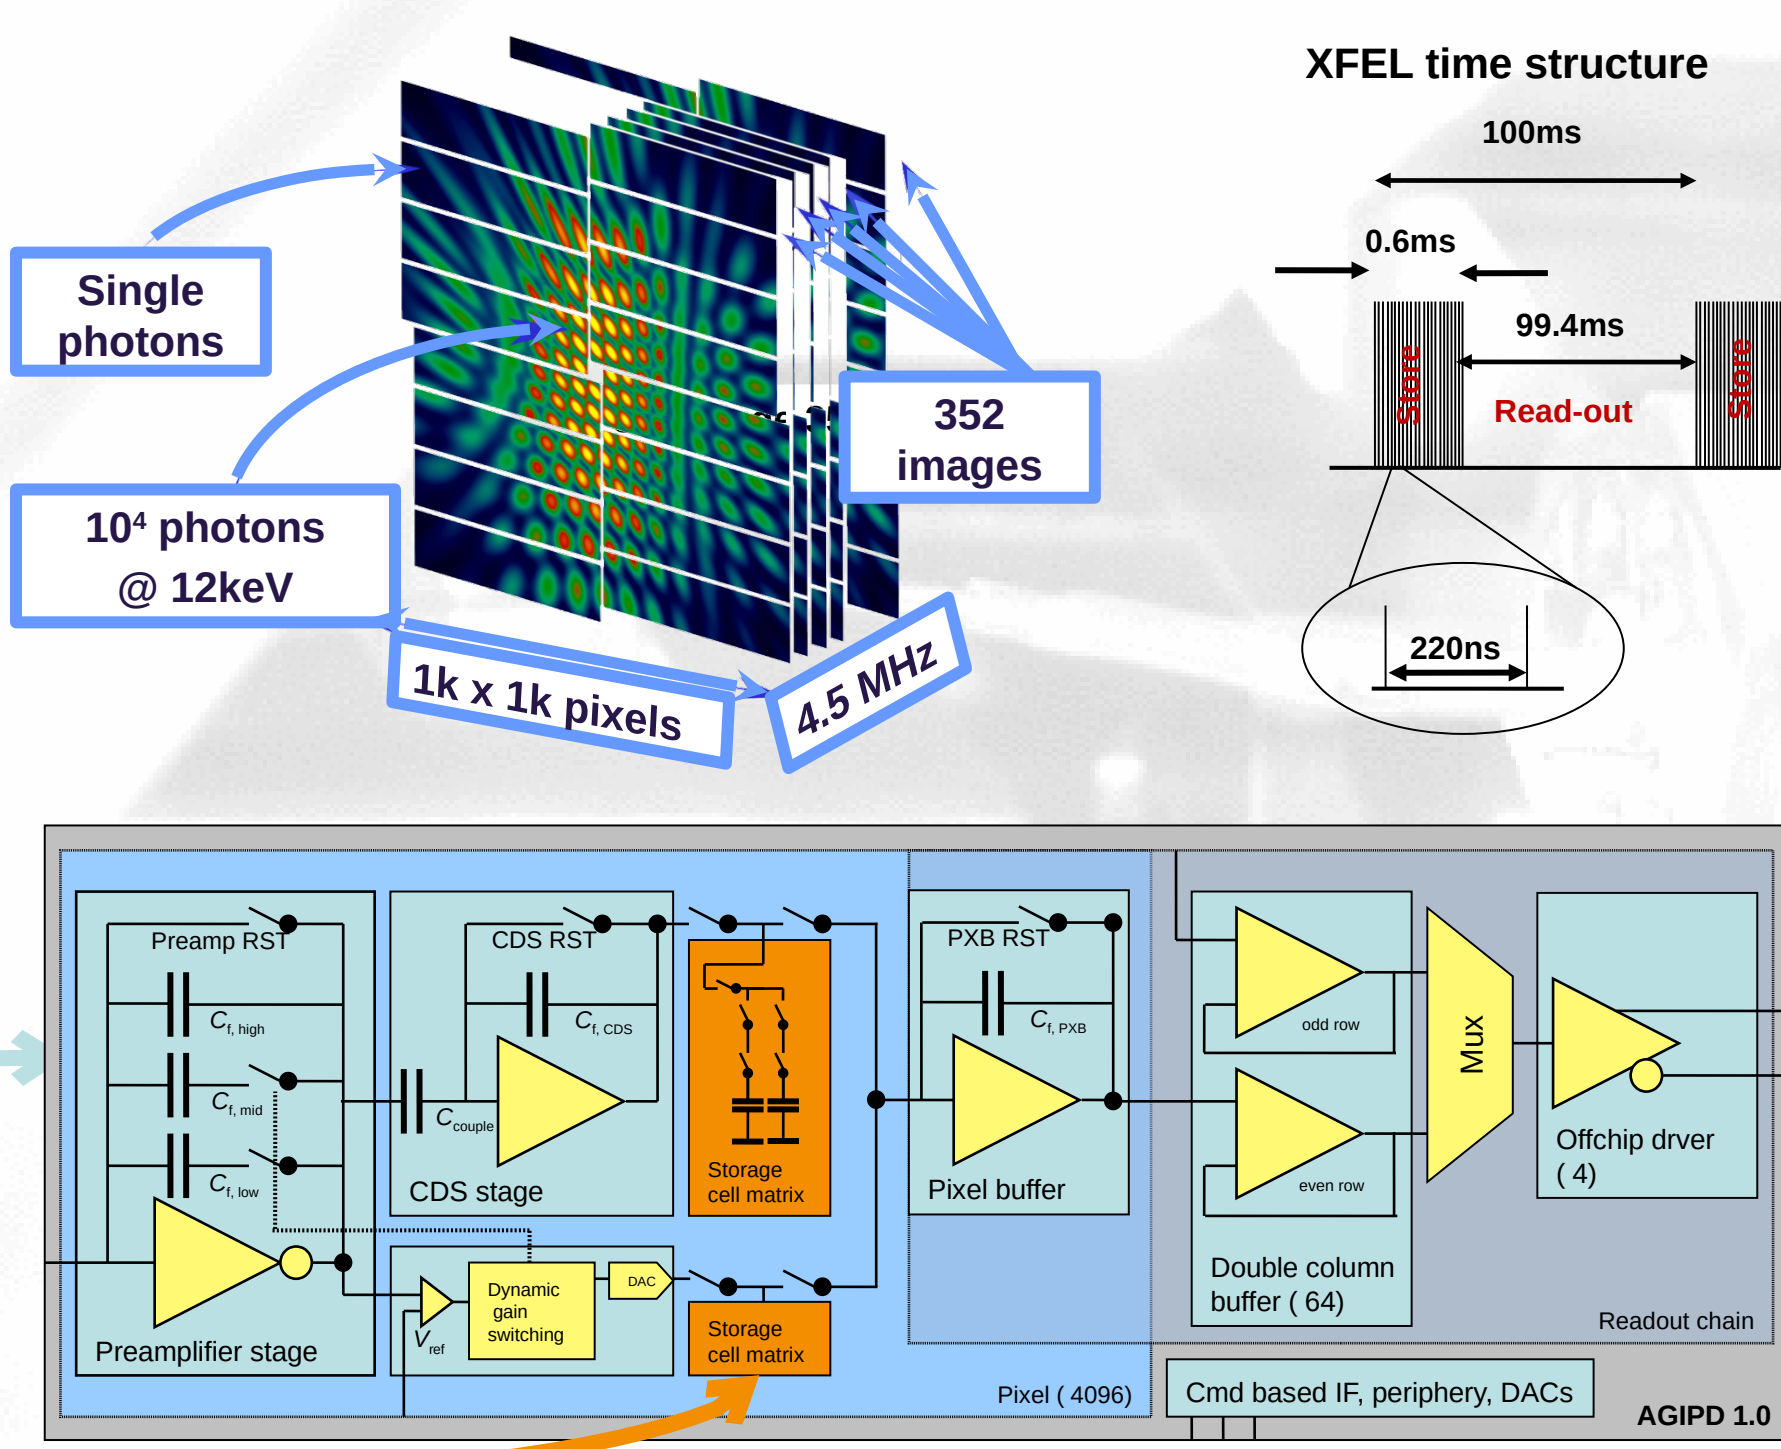 XFEL time structure
100ms
0.6ms
99.4ms
Store
Read-out
Store
220ns
Single
photons
10⁴ photons
@ 12keV
352
images
1k x 1k pixels
4.5 MHz
Preamp RST
Cf, high
Cf, mid
Cf, low
Preamplifier stage
CDS RST
Cf, CDS
Ccouple
CDS stage
Vref
Dynamic
gain
switching
DAC
Storage
cell matrix
Storage
cell matrix
PXB RST
Cf, PXB
Pixel buffer
Pixel ( 4096)
odd row
even row
Double column
buffer ( 64)
Mux
Offchip drver
( 4)
Readout chain
Cmd based IF, periphery, DACs
AGIPD 1.0